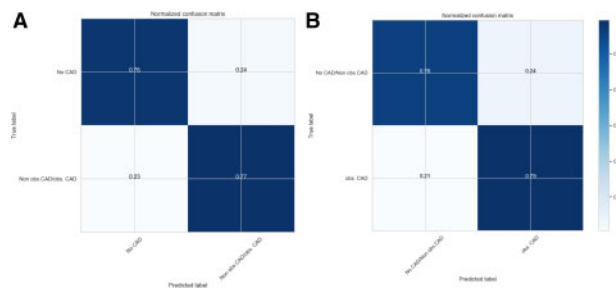 A
Normalized confusion matrix
No CAD
0.76
0.24
True label
Non obs.CAD/obs. CAD
0.23
0.77
No CAD
Non obs.CAD/obs. CAD
Predicted label
B
Normalized confusion matrix
No CAD/Non obs.CAD
0.76
0.24
True label
obs. CAD
0.21
0.79
No CAD/Non obs.CAD
obs. CAD
Predicted label